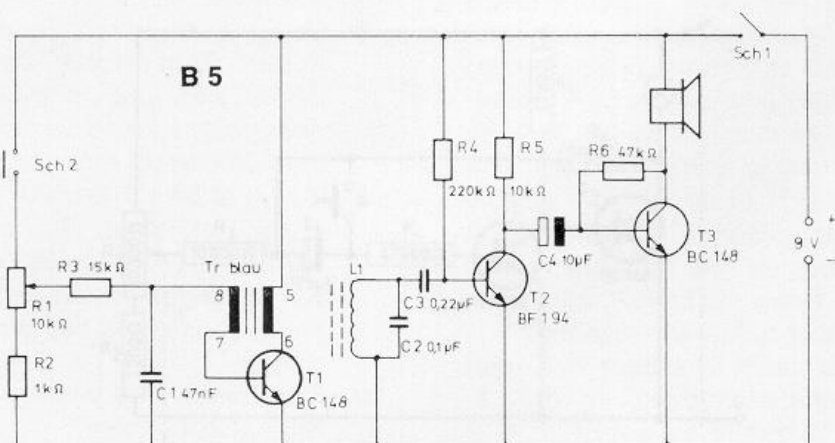 B 5
Sch 1
Sch 2
R4
220kΩ
R5
10kΩ
R6 47kΩ
+
9 V
−
R3 15kΩ
Tr blau
8
5
7
6
L1
R1
10kΩ
R2
1kΩ
C1 47nF
T1
BC 148
C3 0,22µF
C2 0,1µF
C4 10µF
T2
BF 194
T3
BC 148